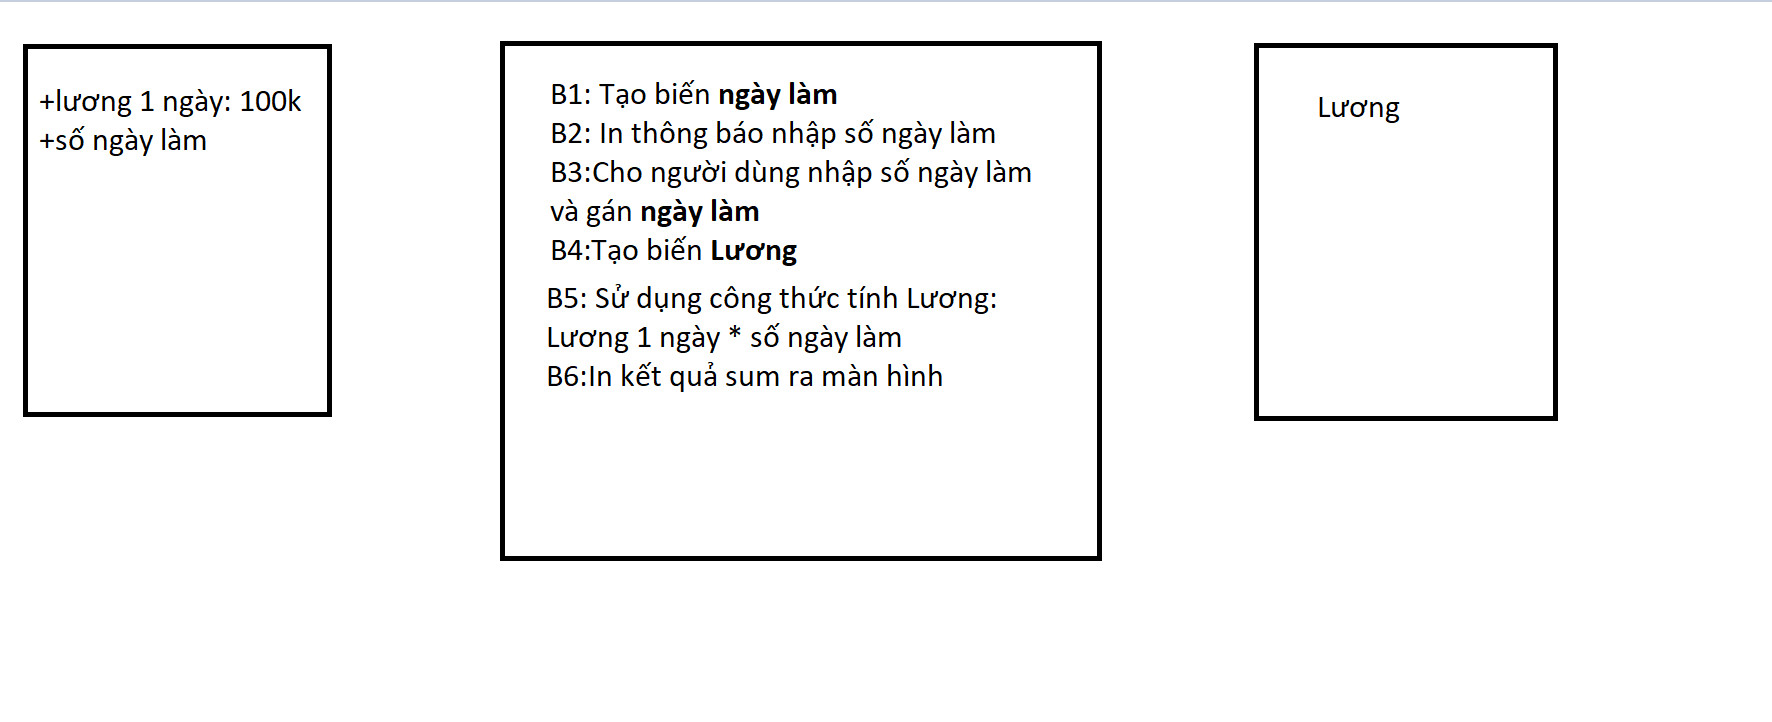 +lương 1 ngày: 100k
+số ngày làm
B1: Tạo biến ngày làm
B2: In thông báo nhập số ngày làm
B3:Cho người dùng nhập số ngày làm
và gán ngày làm
B4:Tạo biến Lương
B5: Sử dụng công thức tính Lương:
Lương 1 ngày * số ngày làm
B6:In kết quả sum ra màn hình
Lương